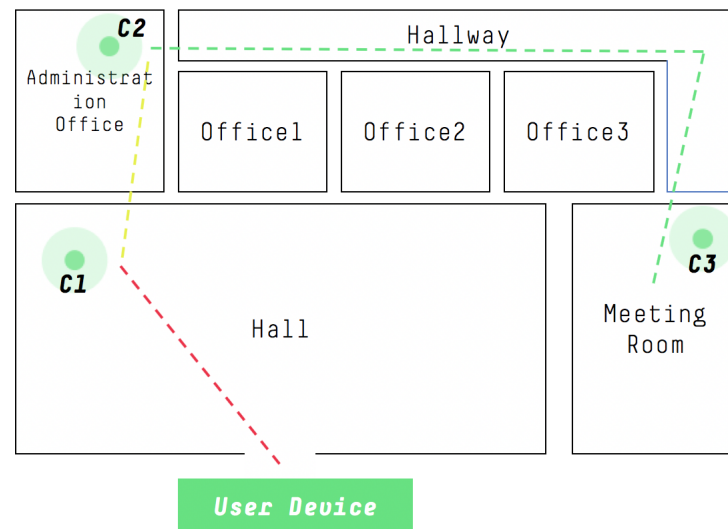 C2
Hallway
Administrat
ion
Office
Office1
Office2
Office3
C1
C3
Hall
Meeting
Room
User Device